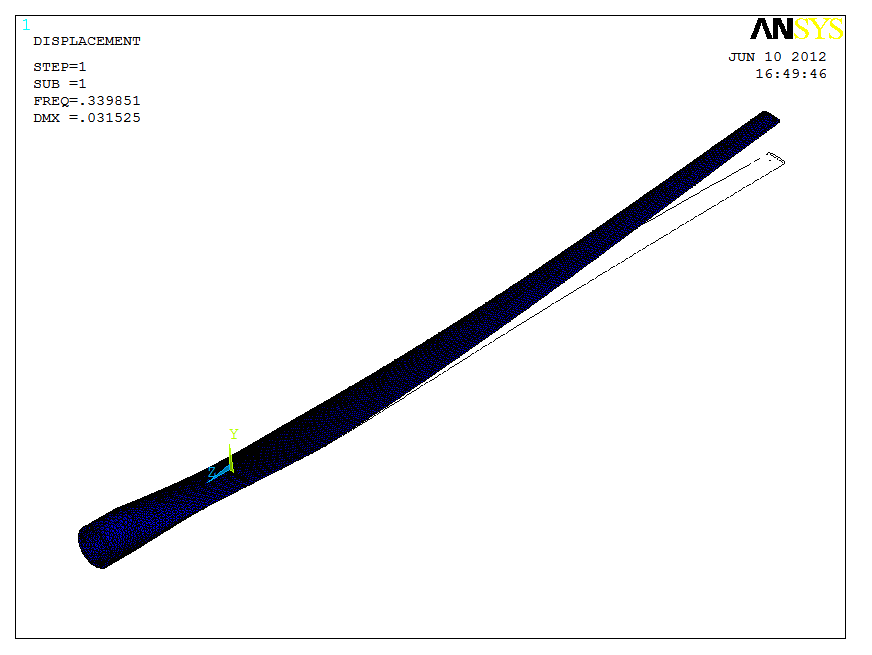 1
ANSYS
DISPLACEMENT
JUN 10 2012
16:49:46
STEP=1
SUB =1
FREQ=.339851
DMX =.031525
Y
Z